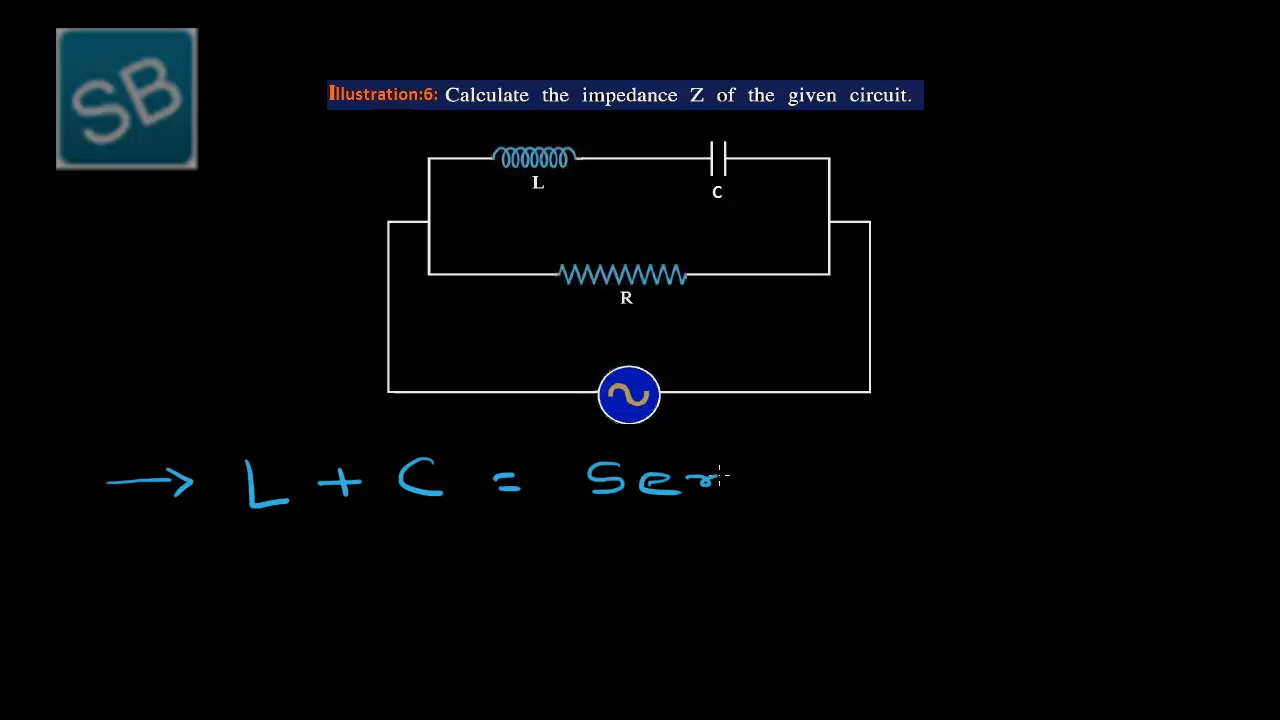 SB
Illustration:6: Calculate the impedance Z of the given circuit.
L
C
R
→ L + C = Ser